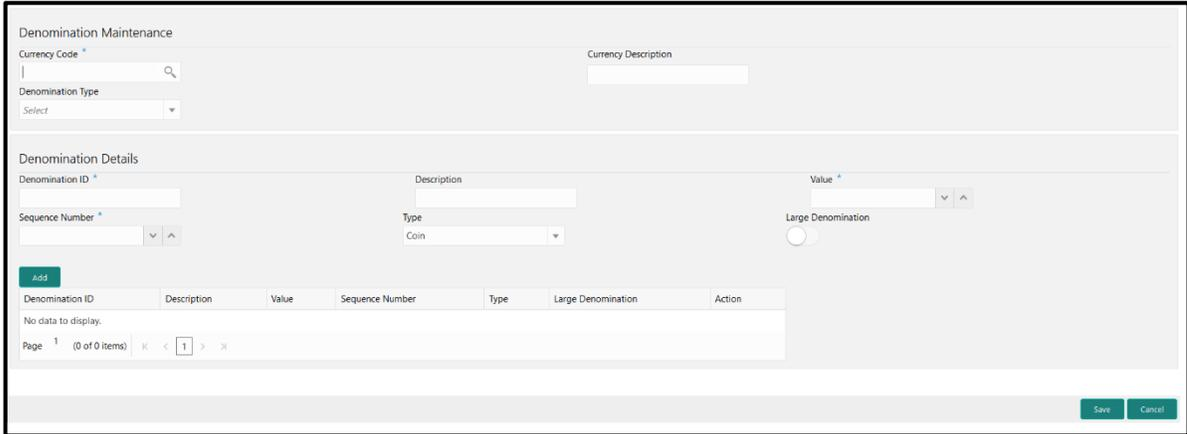 Denomination Maintenance
Currency Code * Currency Description
Denomination Type
Select
Denomination Details
Denomination ID * Description Value *
Sequence Number * Type Large Denomination
Coin
Add
Denomination ID Description Value Sequence Number Type Large Denomination Action
No data to display.
Page 1 (0 of 0 items) 1
Save Cancel